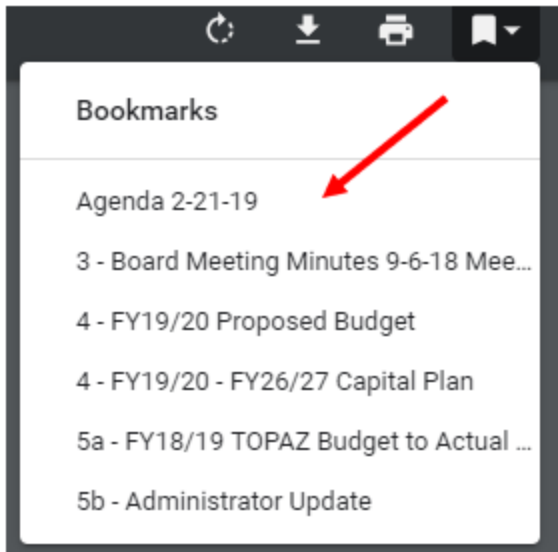 Bookmarks
Agenda 2-21-19
3 - Board Meeting Minutes 9-6-18 Mee...
4 - FY19/20 Proposed Budget
4 - FY19/20 - FY26/27 Capital Plan
5a - FY18/19 TOPAZ Budget to Actual ...
5b - Administrator Update